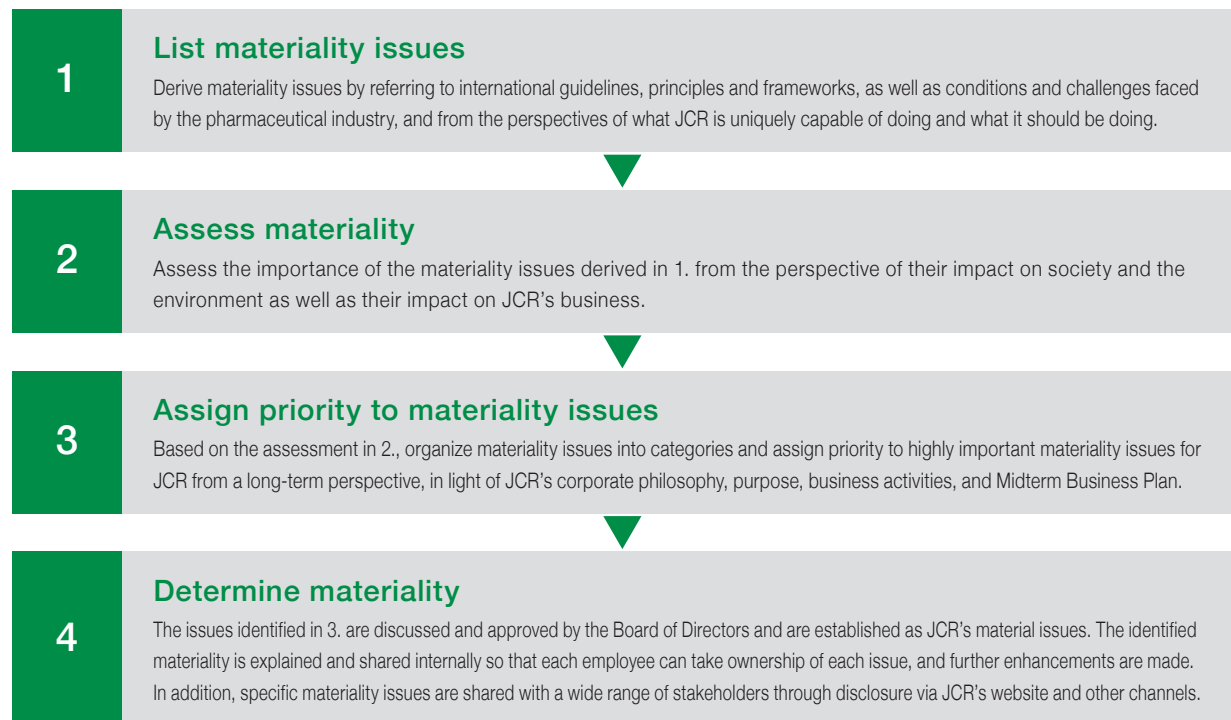 1
List materiality issues
Derive materiality issues by referring to international guidelines, principles and frameworks, as well as conditions and challenges faced
by the pharmaceutical industry, and from the perspectives of what JCR is uniquely capable of doing and what it should be doing.
2
Assess materiality
Assess the importance of the materiality issues derived in 1. from the perspective of their impact on society and the
environment as well as their impact on JCR’s business.
3
Assign priority to materiality issues
Based on the assessment in 2., organize materiality issues into categories and assign priority to highly important materiality issues for
JCR from a long-term perspective, in light of JCR’s corporate philosophy, purpose, business activities, and Midterm Business Plan.
4
Determine materiality
The issues identified in 3. are discussed and approved by the Board of Directors and are established as JCR’s material issues. The identified
materiality is explained and shared internally so that each employee can take ownership of each issue, and further enhancements are made.
In addition, specific materiality issues are shared with a wide range of stakeholders through disclosure via JCR’s website and other channels.